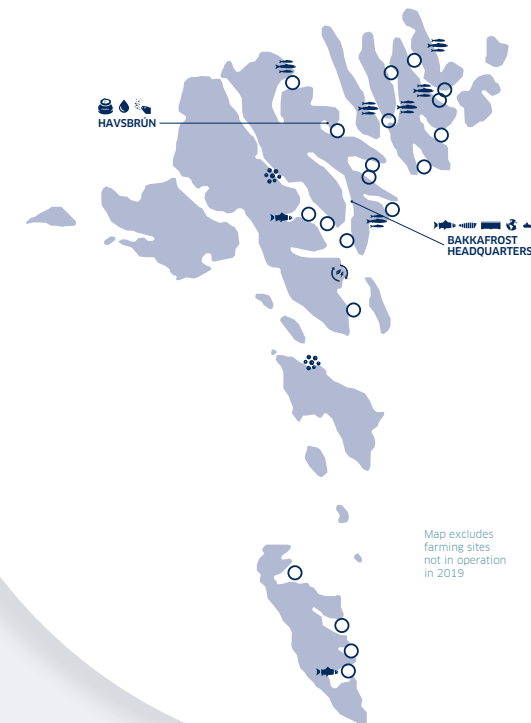 HAVSBRÚN
BAKKAFROST
HEADQUARTERS
Map excludes
farming sites
not in operation
in 2019